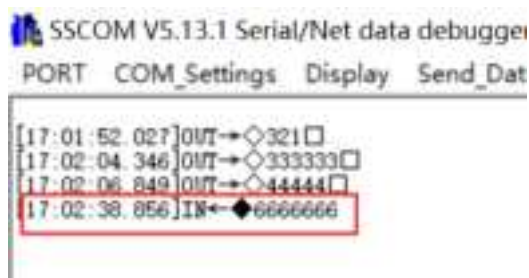 SSCOM V5.13.1 Serial/Net data debugger
PORT COM_Settings Display Send_Dat
[17:01:52.027]OUT→◇321□
[17:02:04.346]OUT→◇333333□
[17:02:06.849]OUT→◇44444□
[17:02:38.856]IN←◆6666666